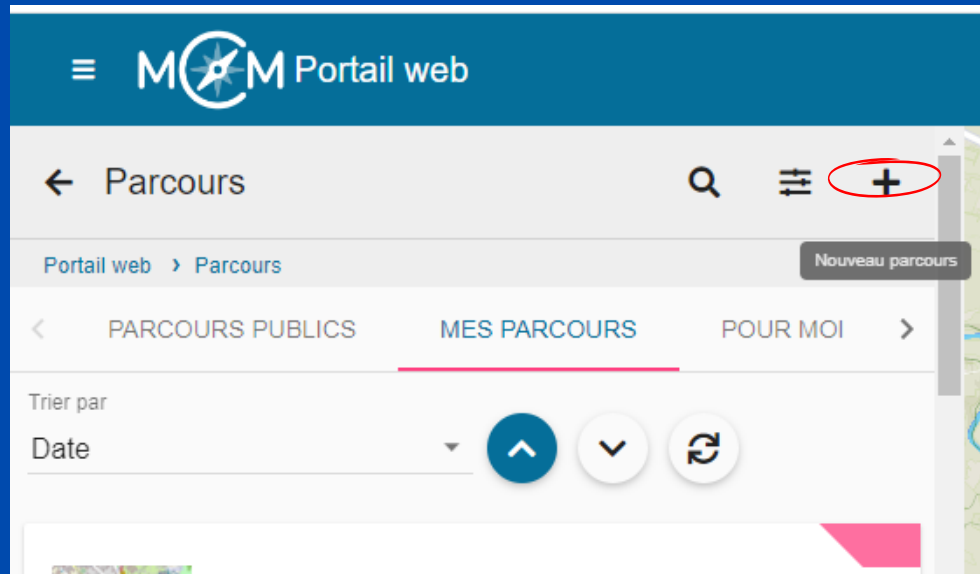 MCM Portail web
Parcours
Nouveau parcours
Portail web › Parcours
PARCOURS PUBLICS MES PARCOURS POUR MOI
Trier par
Date